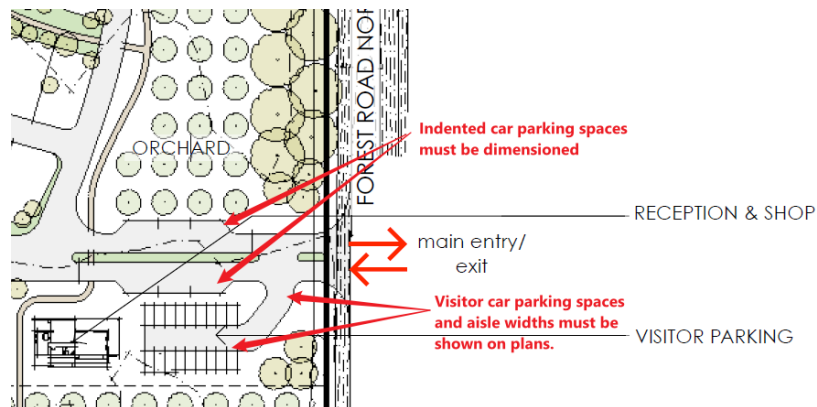 FOREST ROAD NOR
Indented car parking spaces
must be dimensioned
ORCHARD
RECEPTION & SHOP
main entry/
exit
Visitor car parking spaces
and aisle widths must be
shown on plans.
VISITOR PARKING